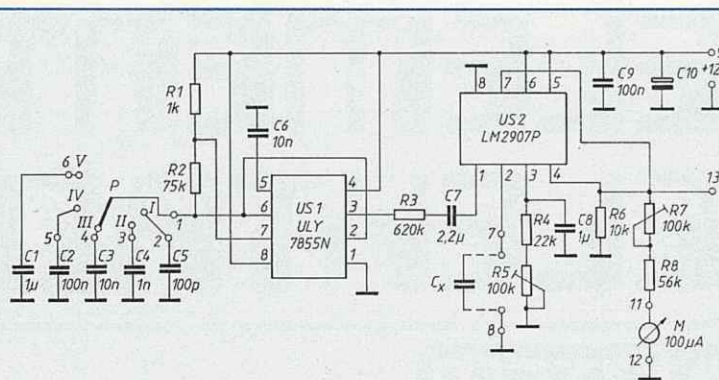 R1
1k
R2
75k
C6
10n
6 V
IV
P
III
II
I
1
5
4
3
2
C1
1µ
C2
100n
C3
10n
C4
1n
C5
100p
5
6
7
8
US1
ULY
7855N
4
3
2
1
R3
620k
C7
2,2µ
8 7 6 5
US2
LM2907P
1 2 3 4
7
Cx
8
R4
22k
R5
100k
C8
1µ
R6
10k
C9
100n
C10
+12
13
R7
100k
R8
56k
11
M
100µA
12